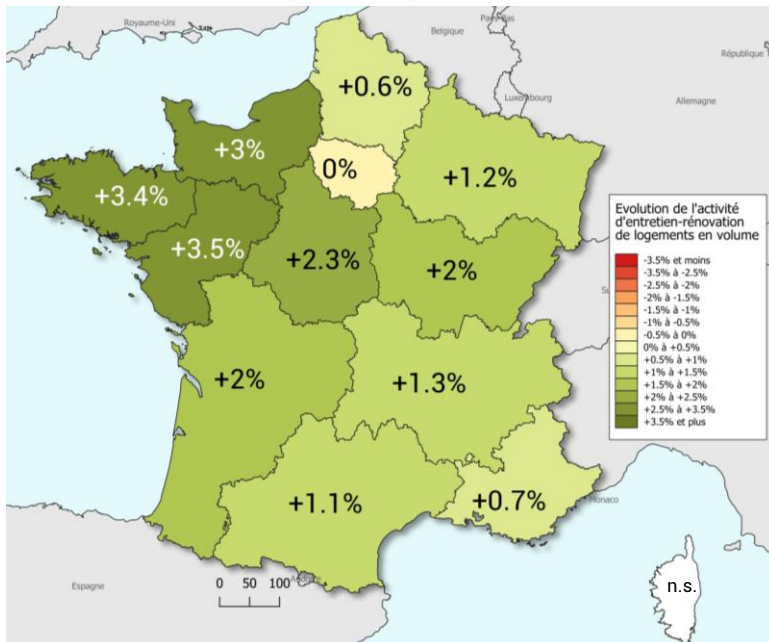 Royaume-Uni
Pays-Bas
Belgique
République T
Luxembourg
Allemagne
+0.6%
+3%
0%
+1.2%
+3.4%
+3.5%
+2.3%
+2%
Su
+2%
+1.3%
+1.1%
+0.7%
Monaco
Espagne
Andorre
0 50 100
n.s.
Evolution de l'activité
d'entretien-rénovation
de logements en volume
-3.5% et moins
-3.5% à -2.5%
-2.5% à -2%
-2% à -1.5%
-1.5% à -1%
-1% à -0.5%
-0.5% à 0%
0% à +0.5%
+0.5% à +1%
+1% à +1.5%
+1.5% à +2%
+2% à +2.5%
+2.5% à +3.5%
+3.5% et plus